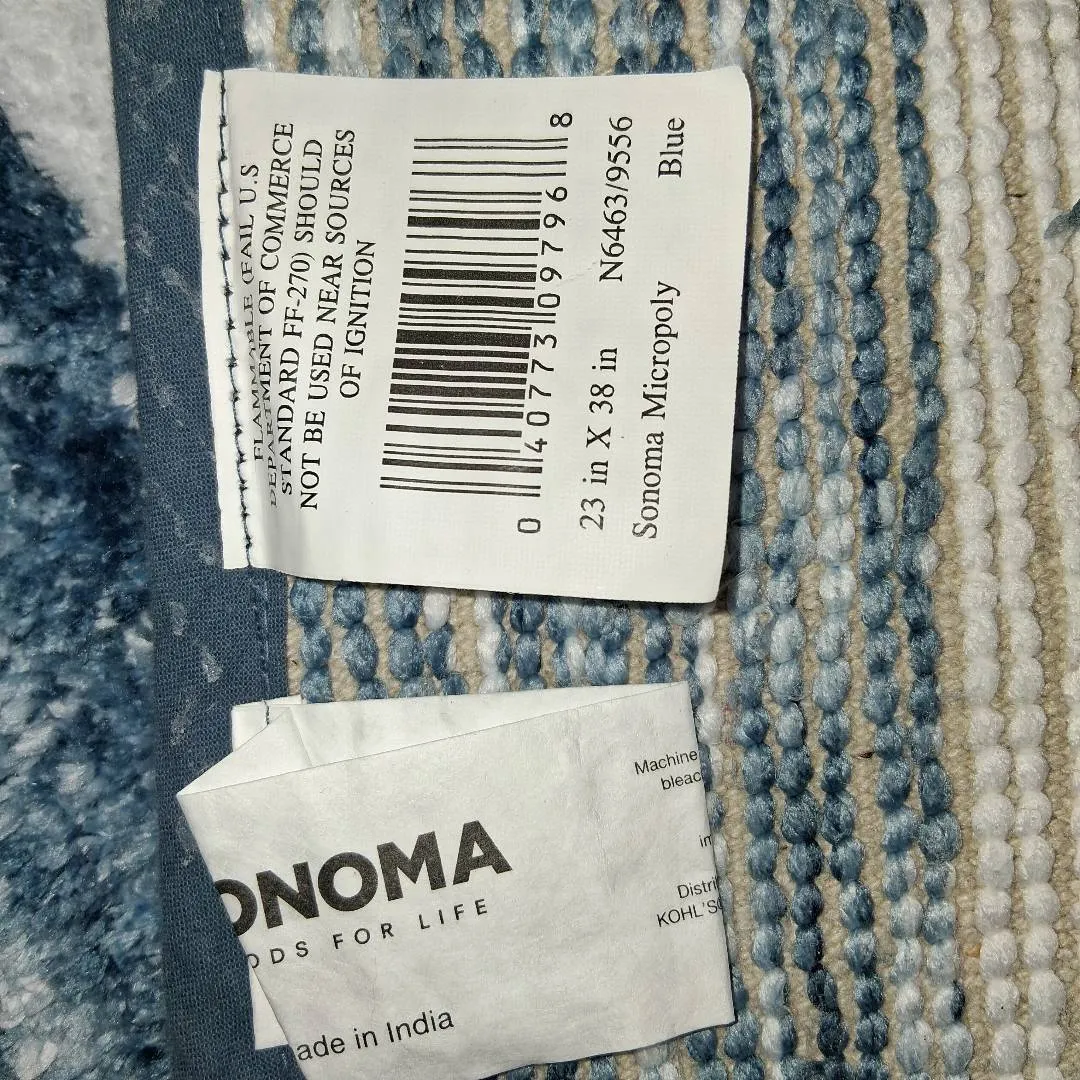 FLAMMABLE (FAIL U.S
DEPARTMENT OF COMMERCE
STANDARD FF-270) SHOULD
NOT BE USED NEAR SOURCES
OF IGNITION
0 40773 09796 8
23 in X 38 in N6463/9556
Sonoma Micropoly Blue
ONOMA
ODS FOR LIFE
ade in India
Machine
bleac
in
Distri
KOHL'S